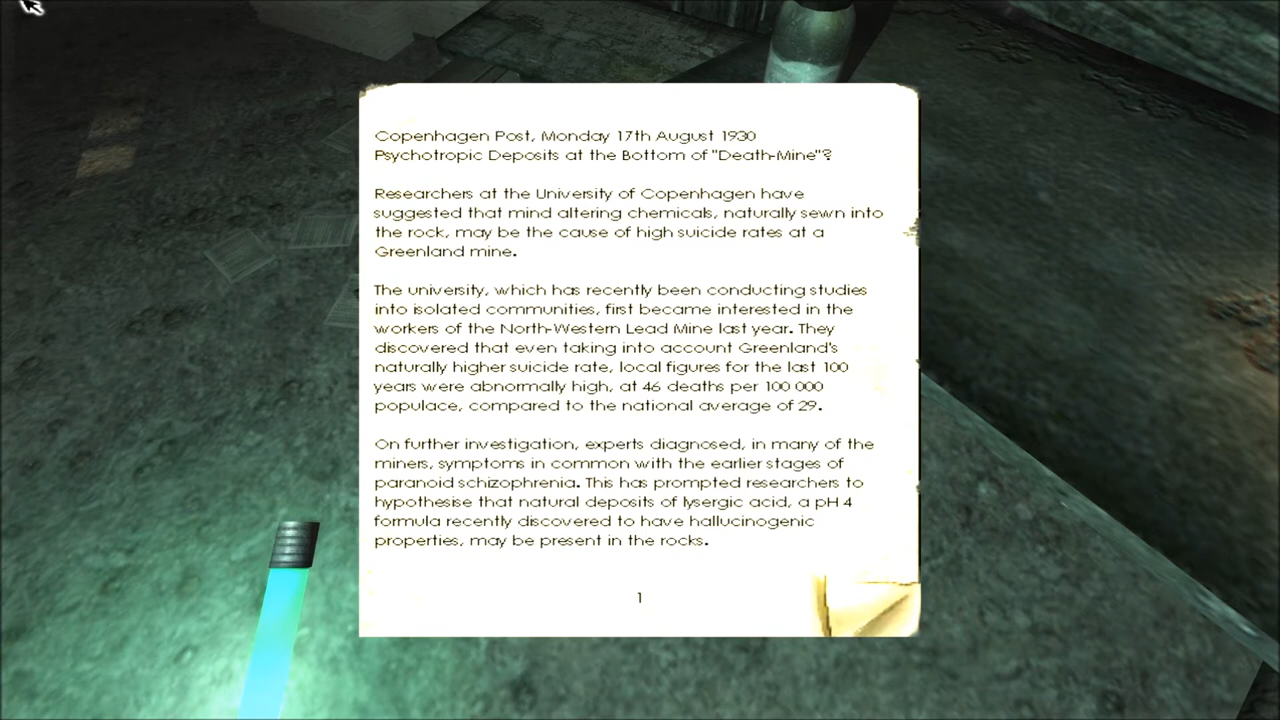 Copenhagen Post, Monday 17th August 1930
Psychotropic Deposits at the Bottom of "Death-Mine"?
Researchers at the University of Copenhagen have
suggested that mind altering chemicals, naturally sewn into
the rock, may be the cause of high suicide rates at a
Greenland mine.
The university, which has recently been conducting studies
into isolated communities, first became interested in the
workers of the North-Western Lead Mine last year. They
discovered that even taking into account Greenland's
naturally higher suicide rate, local figures for the last 100
years were abnormally high, at 46 deaths per 100 000
populace, compared to the national average of 29.
On further investigation, experts diagnosed, in many of the
miners, symptoms in common with the earlier stages of
paranoid schizophrenia. This has prompted researchers to
hypothesise that natural deposits of lysergic acid, a pH 4
formula recently discovered to have hallucinogenic
properties, may be present in the rocks.
1